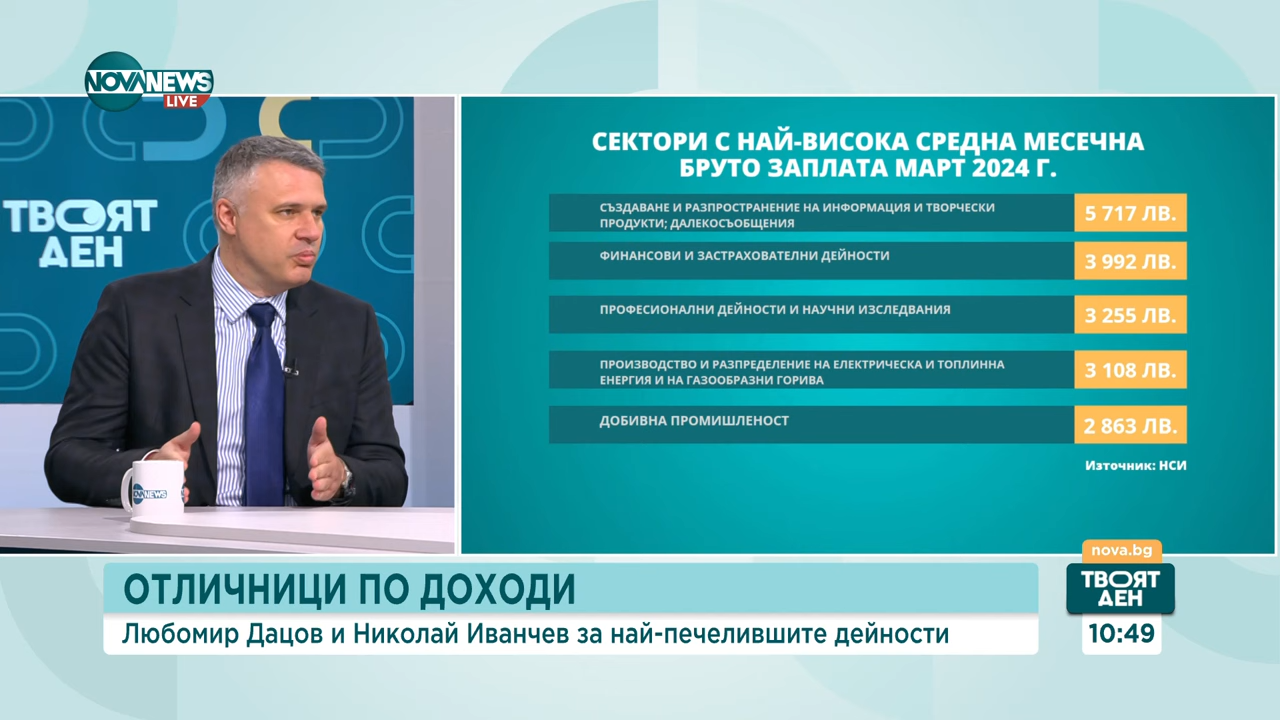 NOVANEWS
LIVE
ТВОЯТ
ДЕН
NOVANEWS
СЕКТОРИ С НАЙ-ВИСОКА СРЕДНА МЕСЕЧНА
БРУТО ЗАПЛАТА МАРТ 2024 Г.
СЪЗДАВАНЕ И РАЗПРОСТРАНЕНИЕ НА ИНФОРМАЦИЯ И ТВОРЧЕСКИ
ПРОДУКТИ; ДАЛЕКОСЪОБЩЕНИЯ
5 717 ЛВ.
ФИНАНСОВИ И ЗАСТРАХОВАТЕЛНИ ДЕЙНОСТИ
3 992 ЛВ.
ПРОФЕСИОНАЛНИ ДЕЙНОСТИ И НАУЧНИ ИЗСЛЕДВАНИЯ
3 255 ЛВ.
ПРОИЗВОДСТВО И РАЗПРЕДЕЛЕНИЕ НА ЕЛЕКТРИЧЕСКА И ТОПЛИННА
ЕНЕРГИЯ И НА ГАЗООБРАЗНИ ГОРИВА
3 108 ЛВ.
ДОБИВНА ПРОМИШЛЕНОСТ
2 863 ЛВ.
Източник: НСИ
ОТЛИЧНИЦИ ПО ДОХОДИ
Любомир Дацов и Николай Иванчев за най-печелившите дейности
nova.bg
ТВОЯТ
ДЕН
10:49